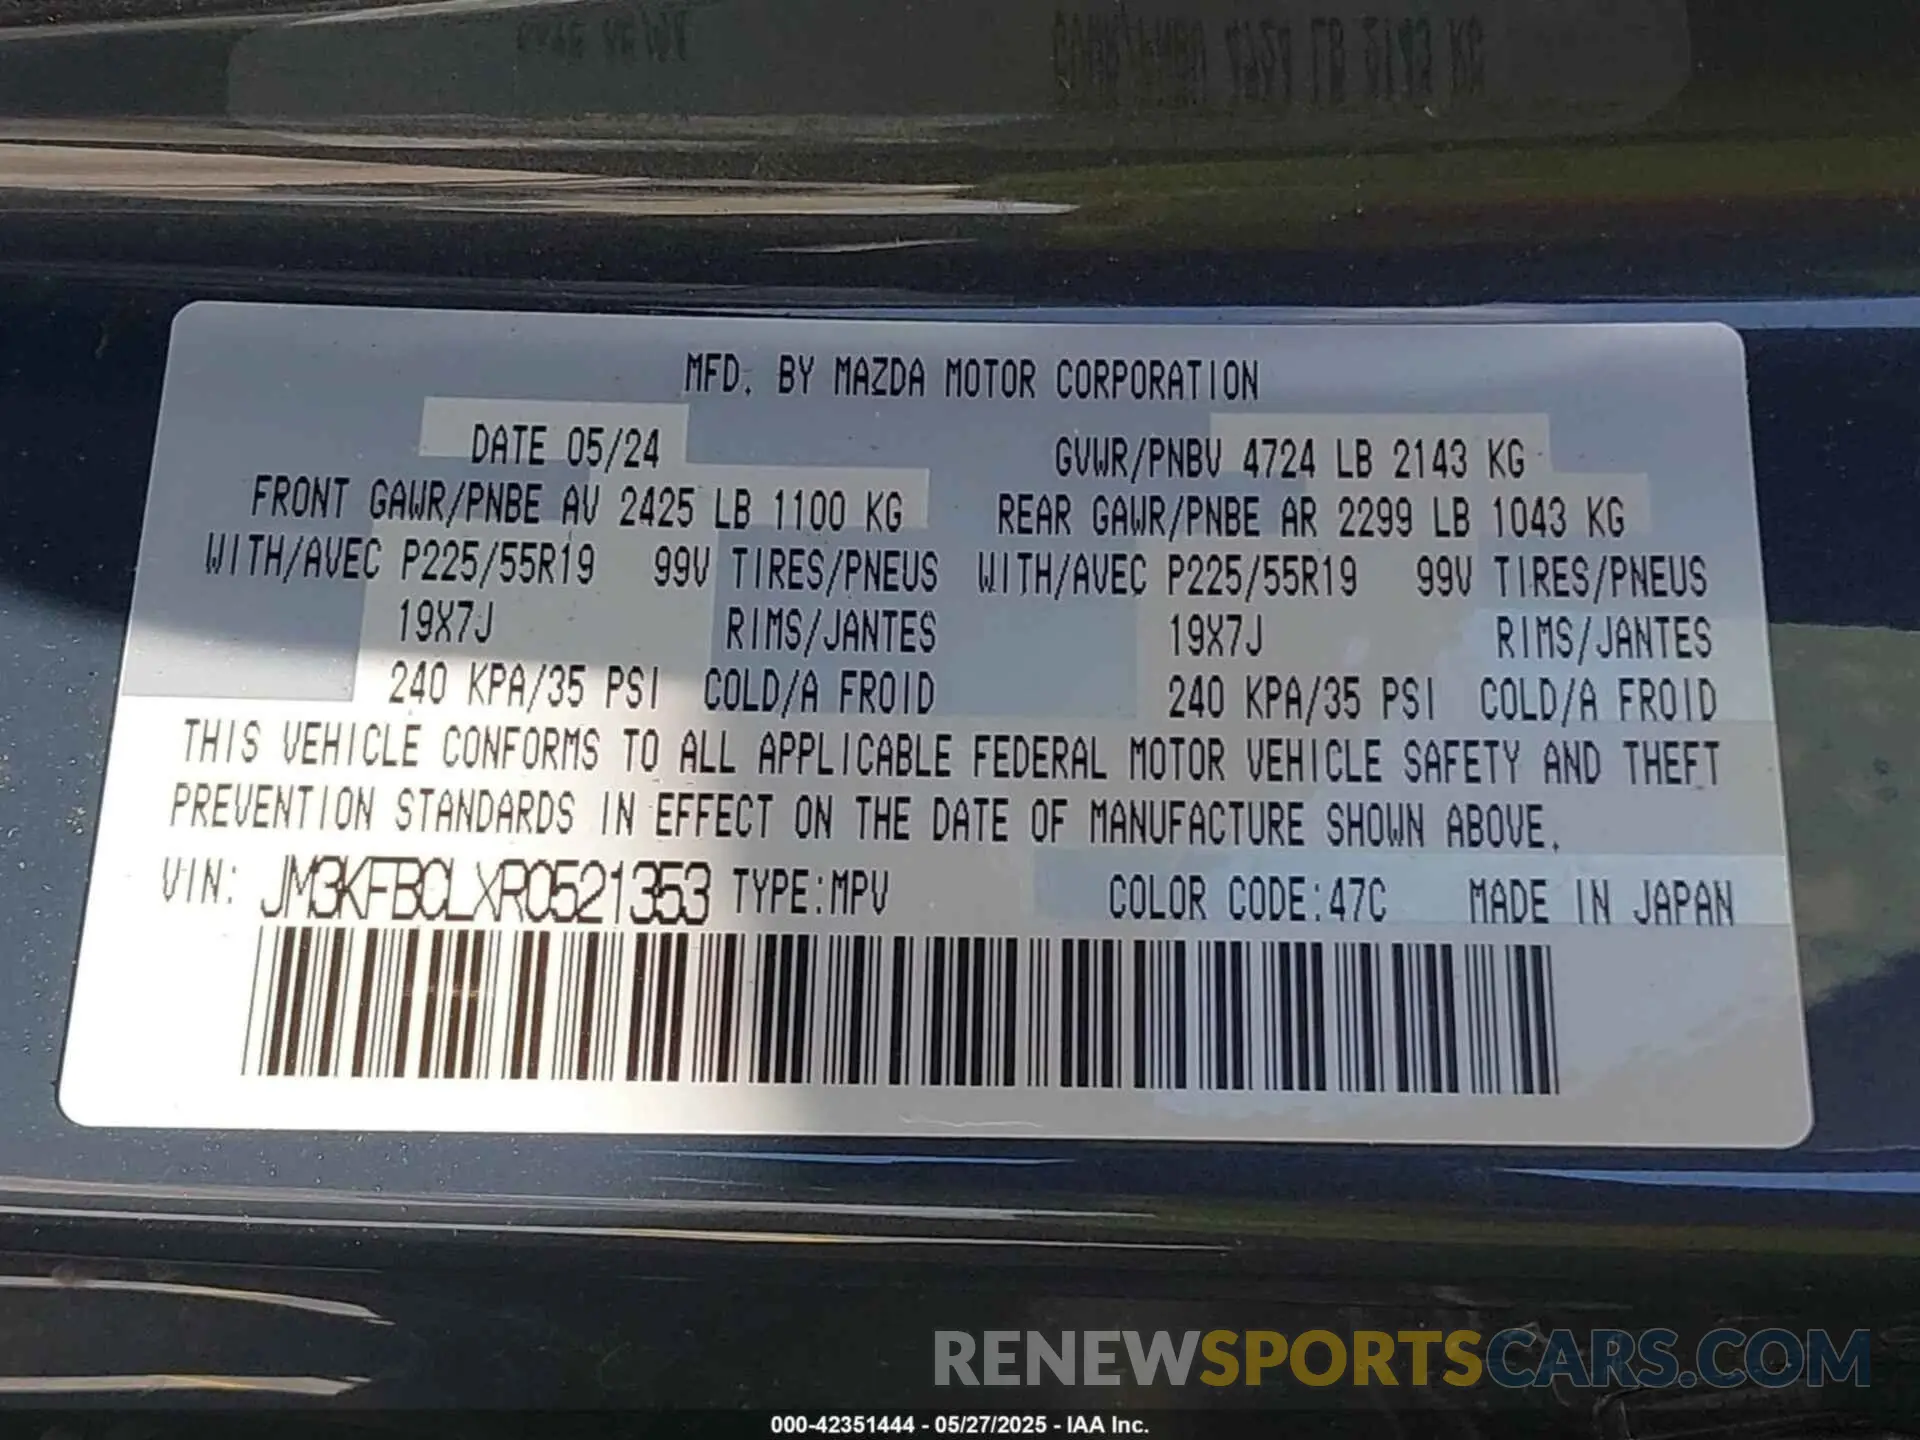 MFD. BY MAZDA MOTOR CORPORATION
DATE 05/24 GVWR/PNBV 4724 LB 2143 KG
FRONT GAWR/PNBE AV 2425 LB 1100 KG REAR GAWR/PNBE AR 2299 LB 1043 KG
WITH/AVEC P225/55R19 99V TIRES/PNEUS WITH/AVEC P225/55R19 99V TIRES/PNEUS
19X7J RIMS/JANTES 19X7J RIMS/JANTES
240 KPA/35 PSI COLD/A FROID 240 KPA/35 PSI COLD/A FROID
THIS VEHICLE CONFORMS TO ALL APPLICABLE FEDERAL MOTOR VEHICLE SAFETY AND THEFT
PREVENTION STANDARDS IN EFFECT ON THE DATE OF MANUFACTURE SHOWN ABOVE.
VIN: JM3KFBCLXR0521353 TYPE:MPV COLOR CODE:47C MADE IN JAPAN
RENEWSPORTSCARS.COM
000-42351444 - 05/27/2025 - IAA Inc.